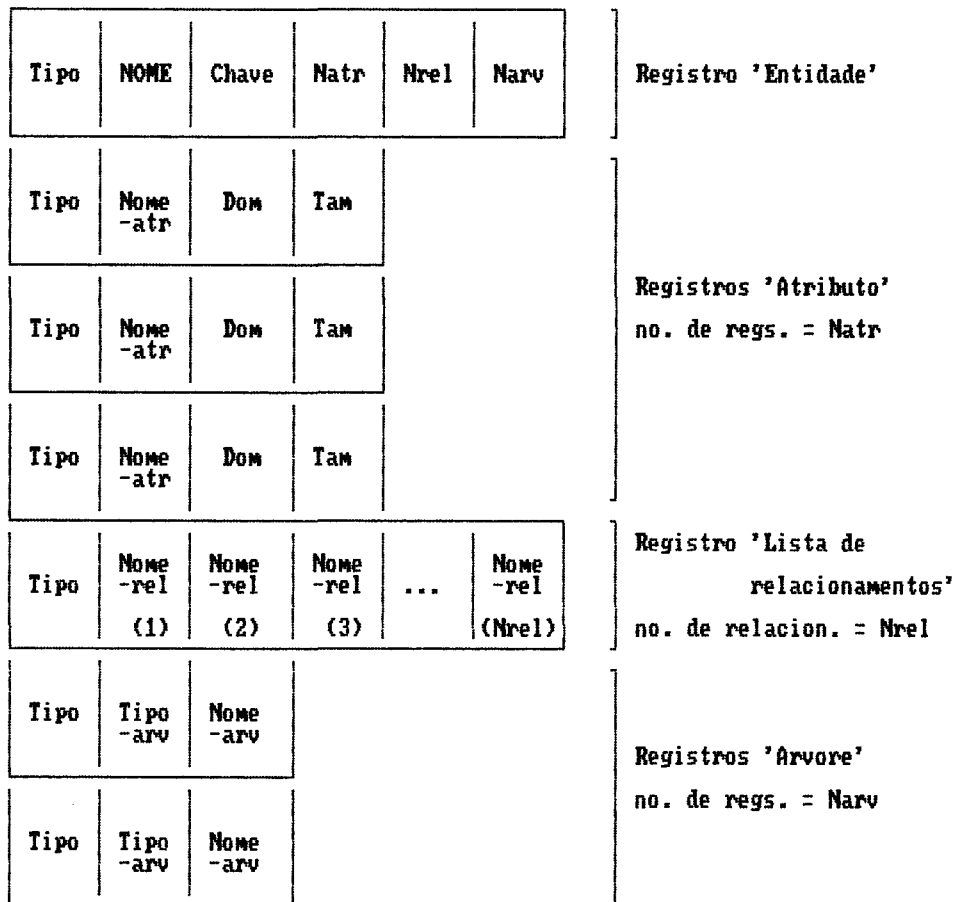 Tipo NOME Chave Natr Nrel Narv Registro 'Entidade'
Tipo Nome Dom Tam
-atr
Registros 'Atributo'
Tipo Nome Dom Tam no. de regs. = Natr
-atr
Tipo Nome Dom Tam
-atr
Registro 'Lista de
Nome Nome Nome Nome
Tipo -rel -rel -rel ... -rel relacionamentos'
(1) (2) (3) (Nrel) no. de relacion. = Nrel
Tipo Tipo Nome
-arv -arv
Registros 'Arvore'
no. de regs. = Narv
Tipo Tipo Nome
-arv -arv